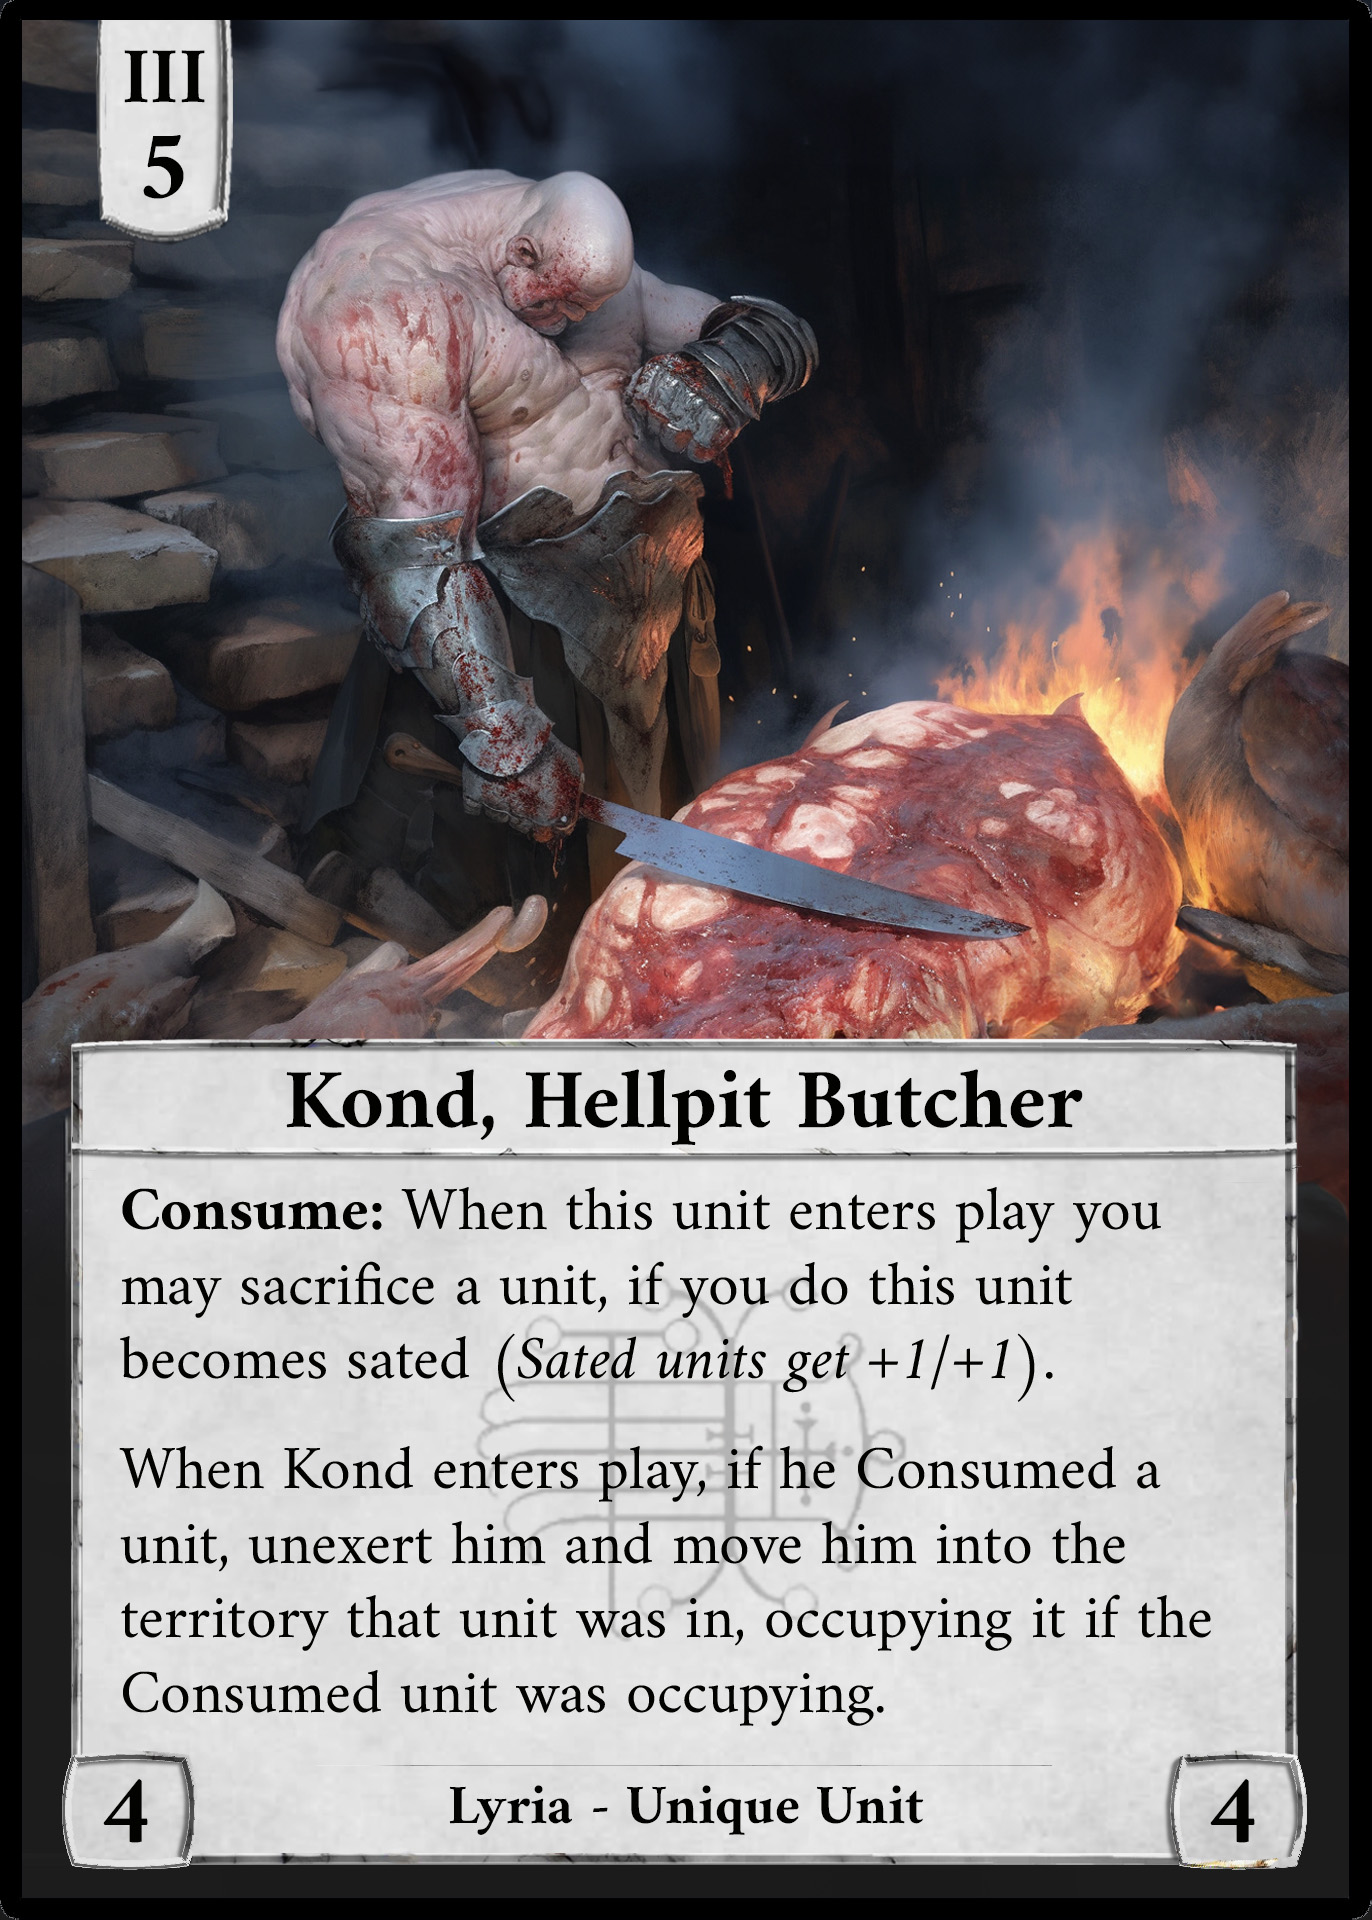 III
5
Kond, Hellpit Butcher
Consume: When this unit enters play you
may sacrifice a unit, if you do this unit
becomes sated (Sated units get +1/+1).
When Kond enters play, if he Consumed a
unit, unexert him and move him into the
territory that unit was in, occupying it if the
Consumed unit was occupying.
4
Lyria - Unique Unit
4